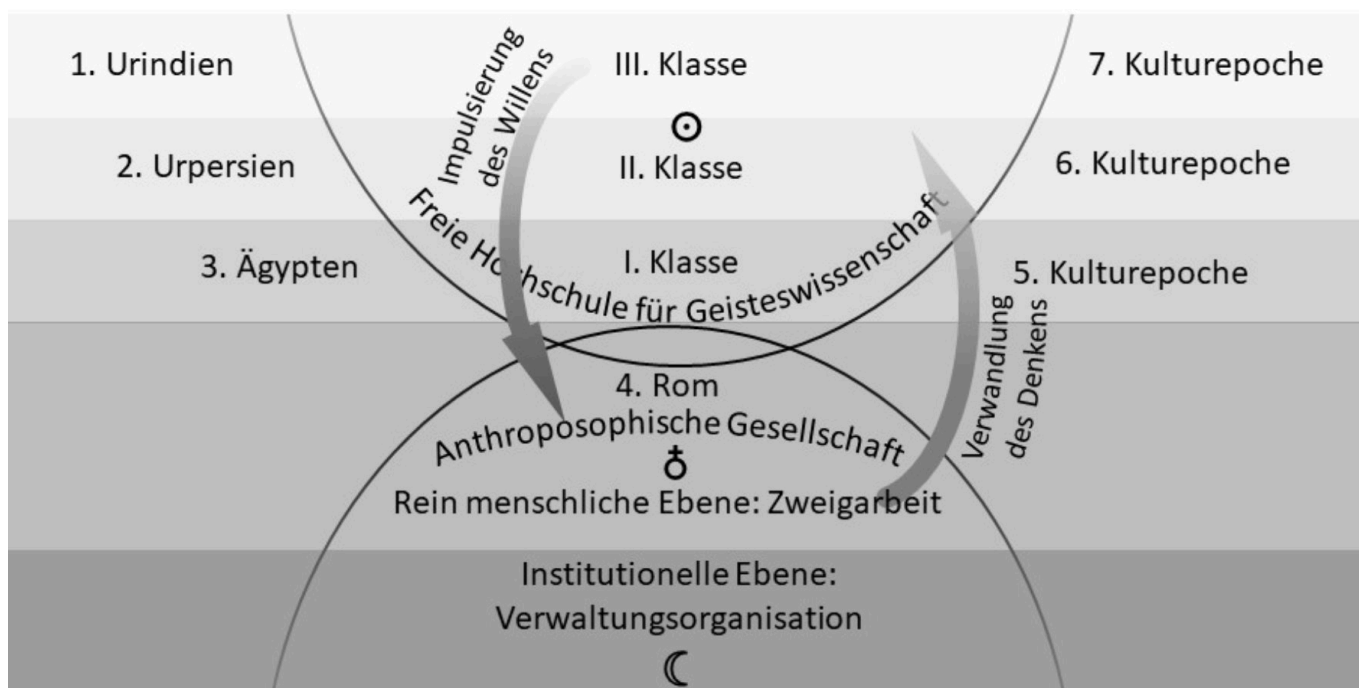 1. Urindien
III. Klasse
7. Kulturepoche
Impulsierung
des Willens
2. Urpersien
II. Klasse
6. Kulturepoche
Freie Hochschule für Geisteswissenschaft
3. Ägypten
I. Klasse
5. Kulturepoche
Verwandlung
des Denkens
4. Rom
Anthroposophische Gesellschaft
Rein menschliche Ebene: Zweigarbeit
Institutionelle Ebene:
Verwaltungsorganisation